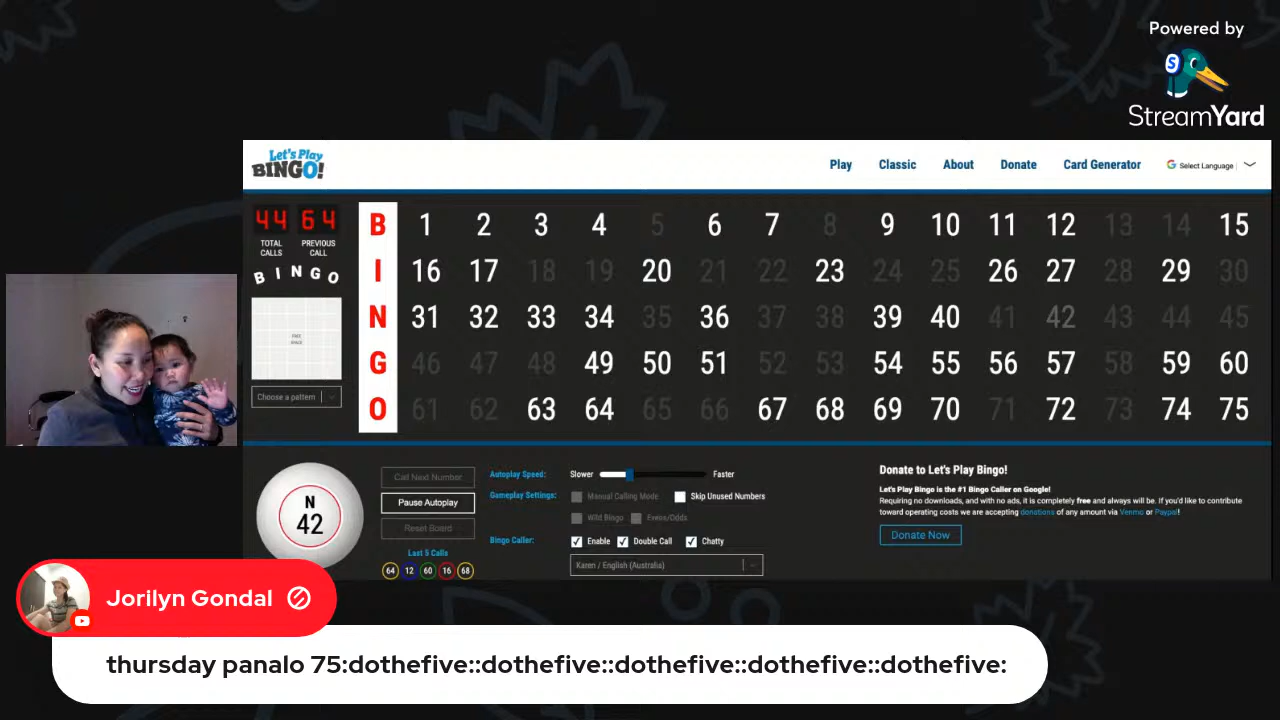 Powered by
StreamYard
Let's Play
BINGO!
Play Classic About Donate Card Generator Select Language
44 64
TOTAL CALLS PREVIOUS CALL
BINGO
FREE SPACE
Choose a pattern
B 1 2 3 4 5 6 7 8 9 10 11 12 13 14 15
I 16 17 18 19 20 21 22 23 24 25 26 27 28 29 30
N 31 32 33 34 35 36 37 38 39 40 41 42 43 44 45
G 46 47 48 49 50 51 52 53 54 55 56 57 58 59 60
O 61 62 63 64 65 66 67 68 69 70 71 72 73 74 75
N
42
Call Next Number
Pause Autoplay
Reset Board
Last 5 Calls
64 12 60 16 68
Autoplay Speed: Slower Faster
Gameplay Settings: Manual Calling Mode Skip Unused Numbers
Wild Bingo Evens/Odds
Bingo Caller: Enable Double Call Chatty
Karen / English (Australia)
Donate to Let's Play Bingo!
Let's Play Bingo is the #1 Bingo Caller on Google!
Requiring no downloads, and with no ads, it is completely free and always will be. If you'd like to contribute
toward operating costs we are accepting donations of any amount via Venmo or Paypal!
Donate Now
Jorilyn Gondal
thursday panalo 75:dothefive::dothefive::dothefive::dothefive::dothefive: